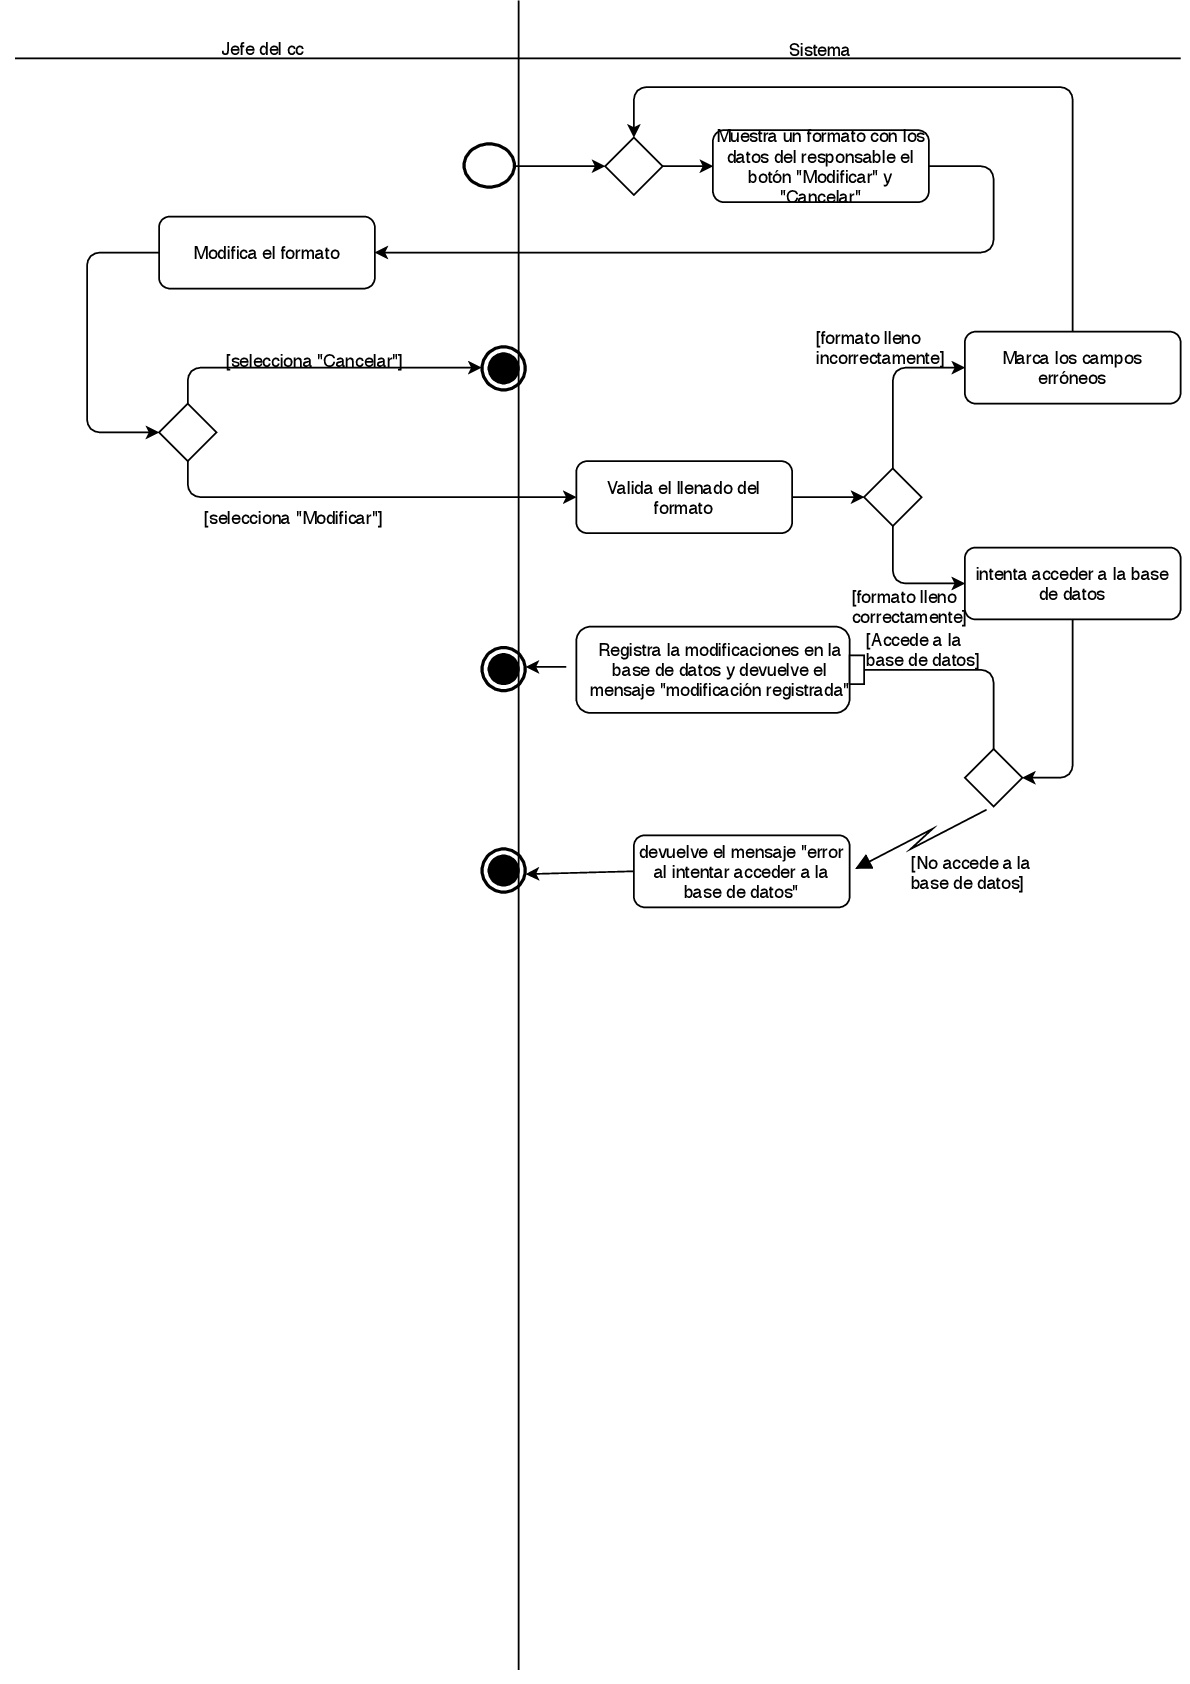 Jefe del cc
Sistema
Muestra un formato con los
datos del responsable el
botón "Modificar" y
"Cancelar"
Modifica el formato
[selecciona "Cancelar"]
[formato lleno
incorrectamente]
Marca los campos
erróneos
Valida el llenado del
formato
[selecciona "Modificar"]
intenta acceder a la base
de datos
[formato lleno
correctamente]
[Accede a la
base de datos]
Registra la modificaciones en la
base de datos y devuelve el
mensaje "modificación registrada"
devuelve el mensaje "error
al intentar acceder a la
base de datos"
[No accede a la
base de datos]